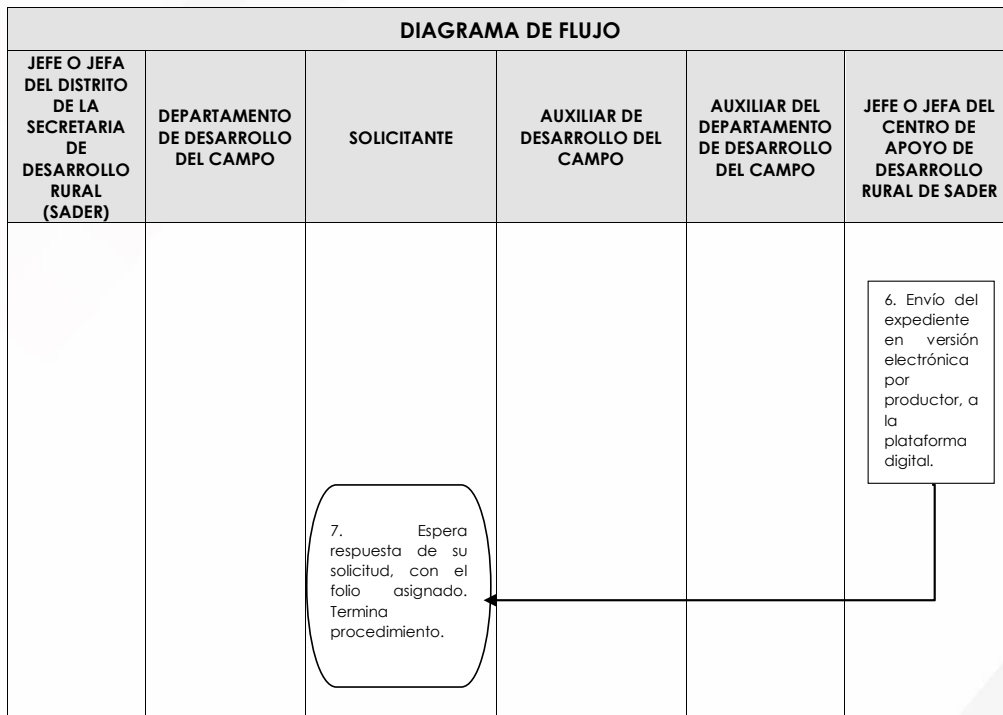 DIAGRAMA DE FLUJO
JEFE O JEFA
DEL DISTRITO
DE LA
SECRETARIA
DE
DESARROLLO
RURAL
(SADER)
DEPARTAMENTO
DE DESARROLLO
DEL CAMPO
SOLICITANTE
AUXILIAR DE
DESARROLLO DEL
CAMPO
AUXILIAR DEL
DEPARTAMENTO
DE DESARROLLO
DEL CAMPO
JEFE O JEFA DEL
CENTRO DE
APOYO DE
DESARROLLO
RURAL DE SADER
6. Envío del
expediente
en versión
electrónica
por
productor, a
la
plataforma
digital.
7. Espera
respuesta de su
solicitud, con el
folio asignado.
Termina
procedimiento.